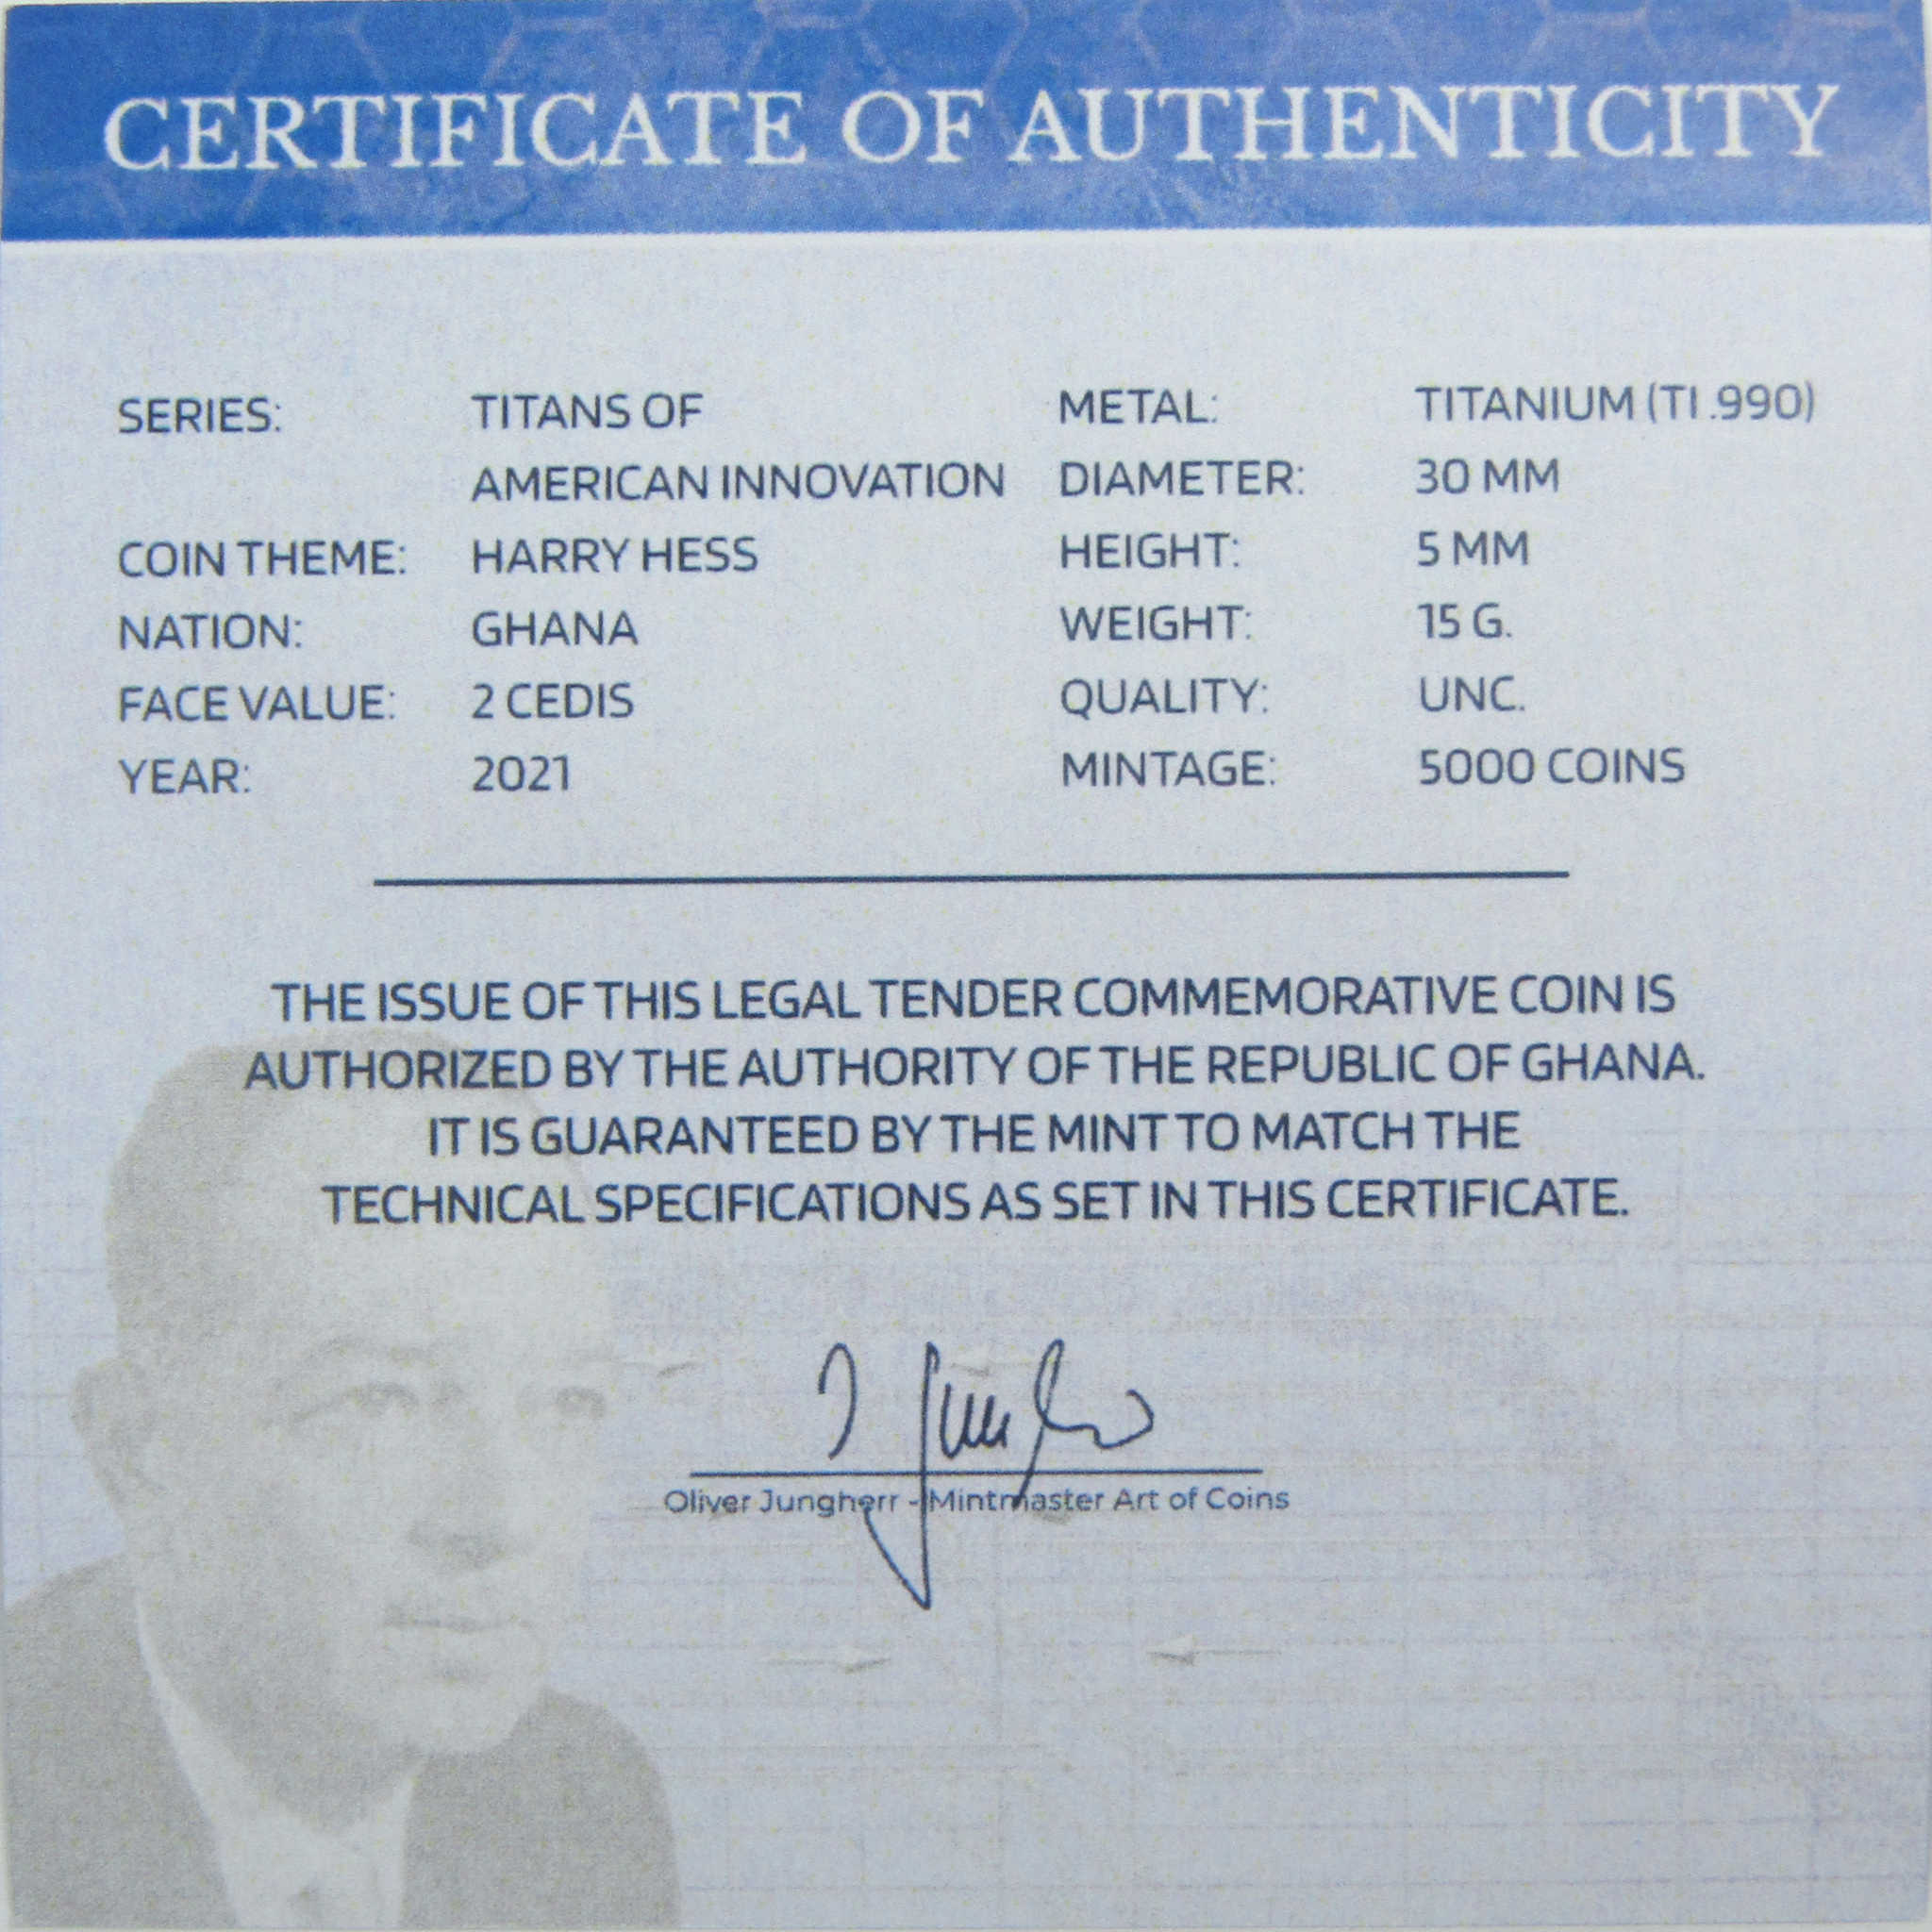 CERTIFICATE OF AUTHENTICITY
SERIES: TITANS OF
AMERICAN INNOVATION
COIN THEME: HARRY HESS
NATION: GHANA
FACE VALUE: 2 CEDIS
YEAR: 2021
METAL: TITANIUM (TI .990)
DIAMETER: 30 MM
HEIGHT: 5 MM
WEIGHT: 15 G.
QUALITY: UNC.
MINTAGE: 5000 COINS
THE ISSUE OF THIS LEGAL TENDER COMMEMORATIVE COIN IS
AUTHORIZED BY THE AUTHORITY OF THE REPUBLIC OF GHANA.
IT IS GUARANTEED BY THE MINT TO MATCH THE
TECHNICAL SPECIFICATIONS AS SET IN THIS CERTIFICATE.
Oliver Jungherr - Mintmaster Art of Coins